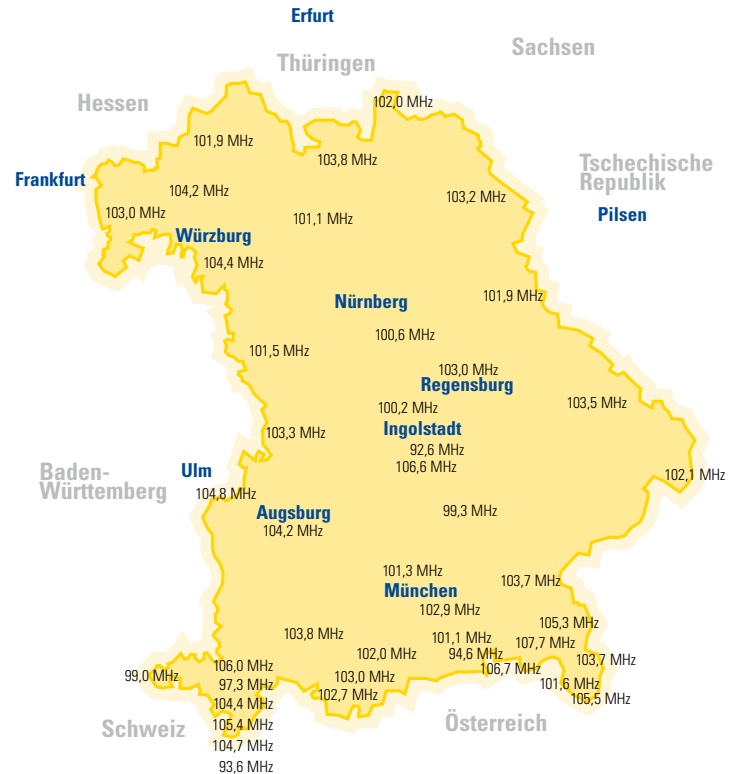 Erfurt
Sachsen
Thüringen
Hessen
102,0 MHz
101,9 MHz
103,8 MHz
Tschechische
Republik
Frankfurt
104,2 MHz
103,2 MHz
103,0 MHz
101,1 MHz
Pilsen
Würzburg
104,4 MHz
101,9 MHz
Nürnberg
100,6 MHz
101,5 MHz
103,0 MHz
Regensburg
103,5 MHz
100,2 MHz
Ingolstadt
103,3 MHz
92,6 MHz
106,6 MHz
Baden-
Württemberg
Ulm
102,1 MHz
104,8 MHz
Augsburg
99,3 MHz
104,2 MHz
101,3 MHz
103,7 MHz
München
102,9 MHz
105,3 MHz
103,8 MHz
101,1 MHz
107,7 MHz
102,0 MHz
94,6 MHz
103,7 MHz
106,0 MHz
106,7 MHz
99,0 MHz
103,0 MHz
97,3 MHz
101,6 MHz
102,7 MHz
105,5 MHz
104,4 MHz
Schweiz
105,4 MHz
Österreich
104,7 MHz
93,6 MHz